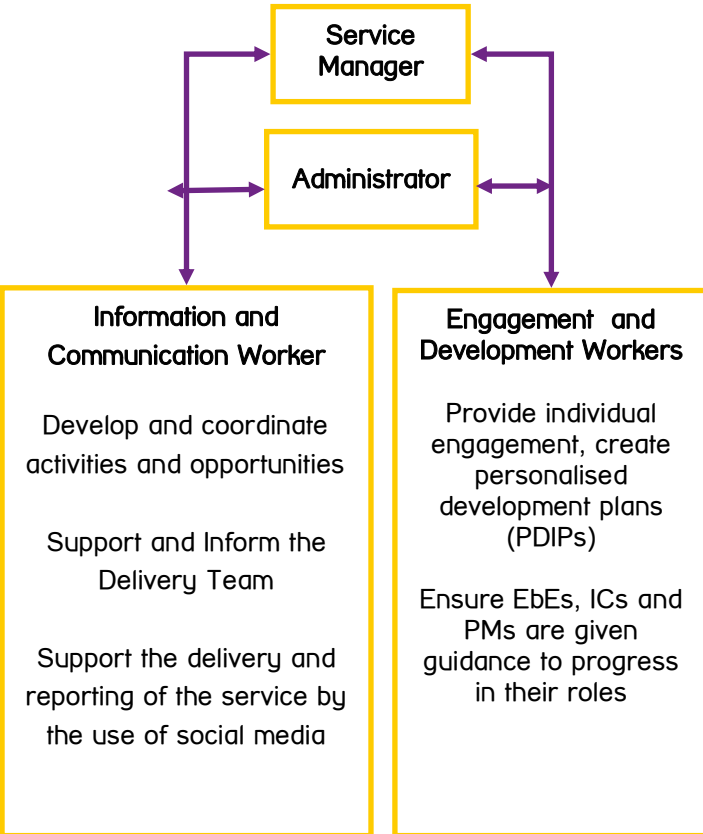 Service
Manager
Administrator
Information and
Communication Worker
Develop and coordinate
activities and opportunities
Support and Inform the
Delivery Team
Support the delivery and
reporting of the service by
the use of social media
Engagement and
Development Workers
Provide individual
engagement, create
personalised
development plans
(PDIPs)
Ensure EbEs, ICs and
PMs are given
guidance to progress
in their roles